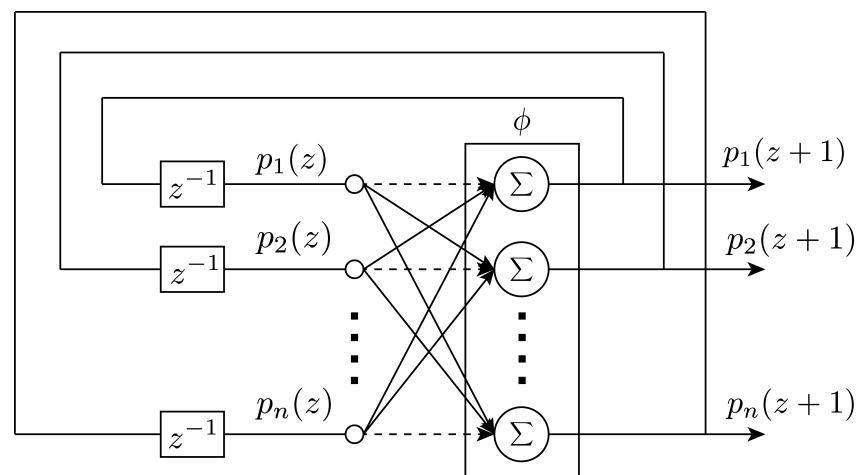 ϕ
z⁻¹ p₁(z) Σ p₁(z + 1)
z⁻¹ p₂(z) Σ p₂(z + 1)
z⁻¹ pₙ(z) Σ pₙ(z + 1)